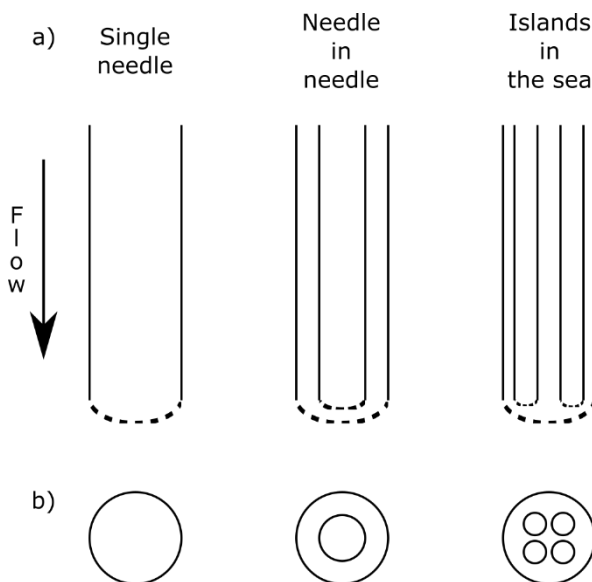 a)
Single
needle
Needle
in
needle
Islands
in
the sea
F
l
o
w
b)